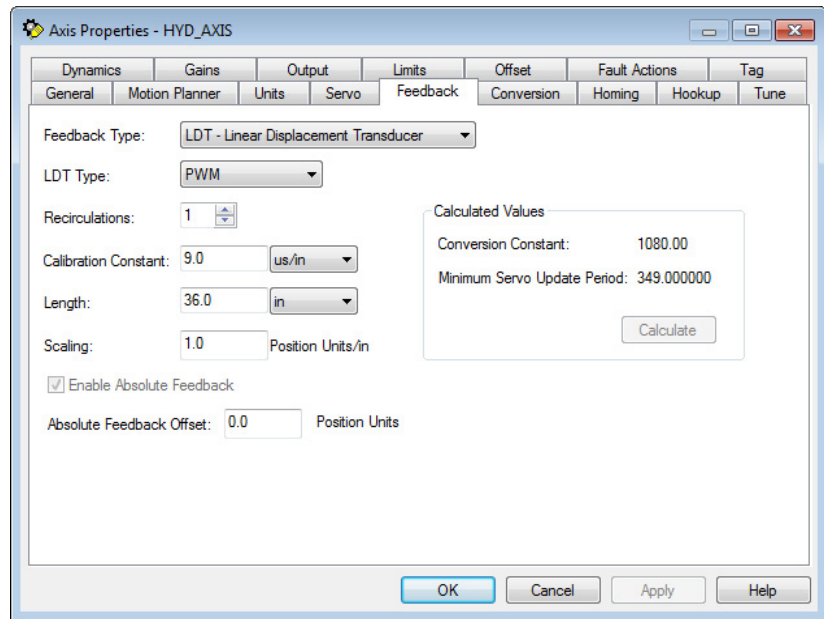 Axis Properties - HYD_AXIS
Dynamics Gains Output Limits Offset Fault Actions Tag
General Motion Planner Units Servo Feedback Conversion Homing Hookup Tune
Feedback Type: LDT - Linear Displacement Transducer
LDT Type: PWM
Recirculations: 1
Calibration Constant: 9.0 us/in
Length: 36.0 in
Scaling: 1.0 Position Units/in
Enable Absolute Feedback
Absolute Feedback Offset: 0.0 Position Units
Calculated Values
Conversion Constant: 1080.00
Minimum Servo Update Period: 349.000000
Calculate
OK Cancel Apply Help